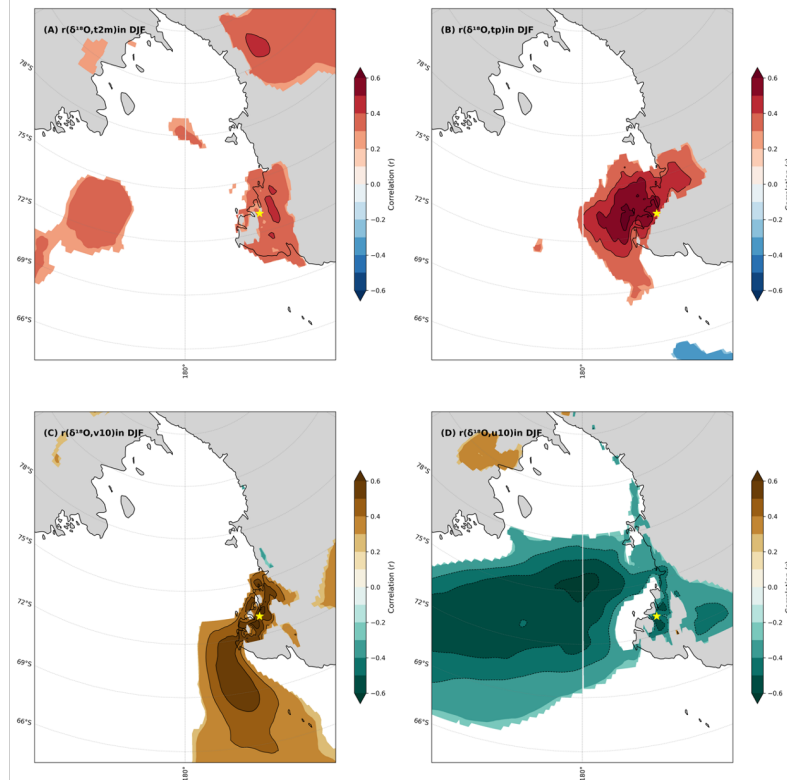 (A) r(δ¹⁸O,t2m)in DJF
78°S
75°S
72°S
69°S
66°S
180°
0.6
0.4
0.2
0.0
−0.2
−0.4
−0.6
Correlation (r)
(B) r(δ¹⁸O,tp)in DJF
78°S
75°S
72°S
69°S
66°S
180°
0.6
0.4
0.2
0.0
−0.2
−0.4
−0.6
(C) r(δ¹⁸O,v10)in DJF
78°S
75°S
72°S
69°S
66°S
180°
0.6
0.4
0.2
0.0
−0.2
−0.4
−0.6
Correlation (r)
(D) r(δ¹⁸O,u10)in DJF
78°S
75°S
72°S
69°S
66°S
180°
0.6
0.4
0.2
0.0
−0.2
−0.4
−0.6